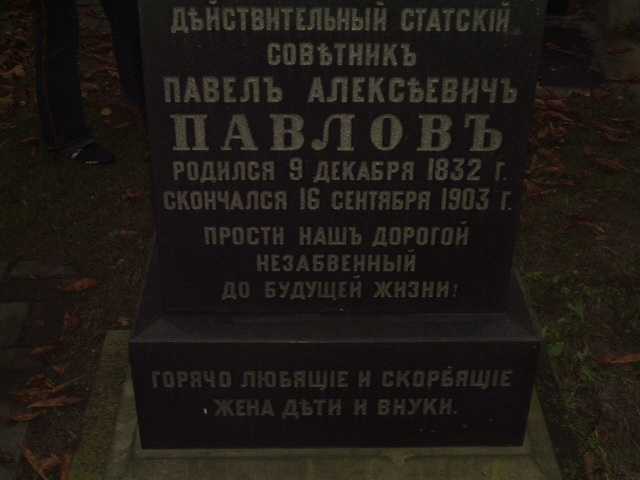 ДѢЙСТВИТЕЛЬНЫЙ СТАТСКІЙ
СОВѢТНИКЪ
ПАВЕЛЪ АЛЕКСѢЕВИЧЪ
ПАВЛОВЪ
РОДИЛСЯ 9 ДЕКАБРЯ 1832 Г.
СКОНЧАЛСЯ 16 СЕНТЯБРЯ 1903 Г.
ПРОСТИ НАШЪ ДОРОГОЙ
НЕЗАБВЕННЫЙ
ДО БУДУЩЕЙ ЖИЗНИ!
ГОРЯЧО ЛЮБЯЩІЕ И СКОРБЯЩІЕ
ЖЕНА ДѢТИ И ВНУКИ.